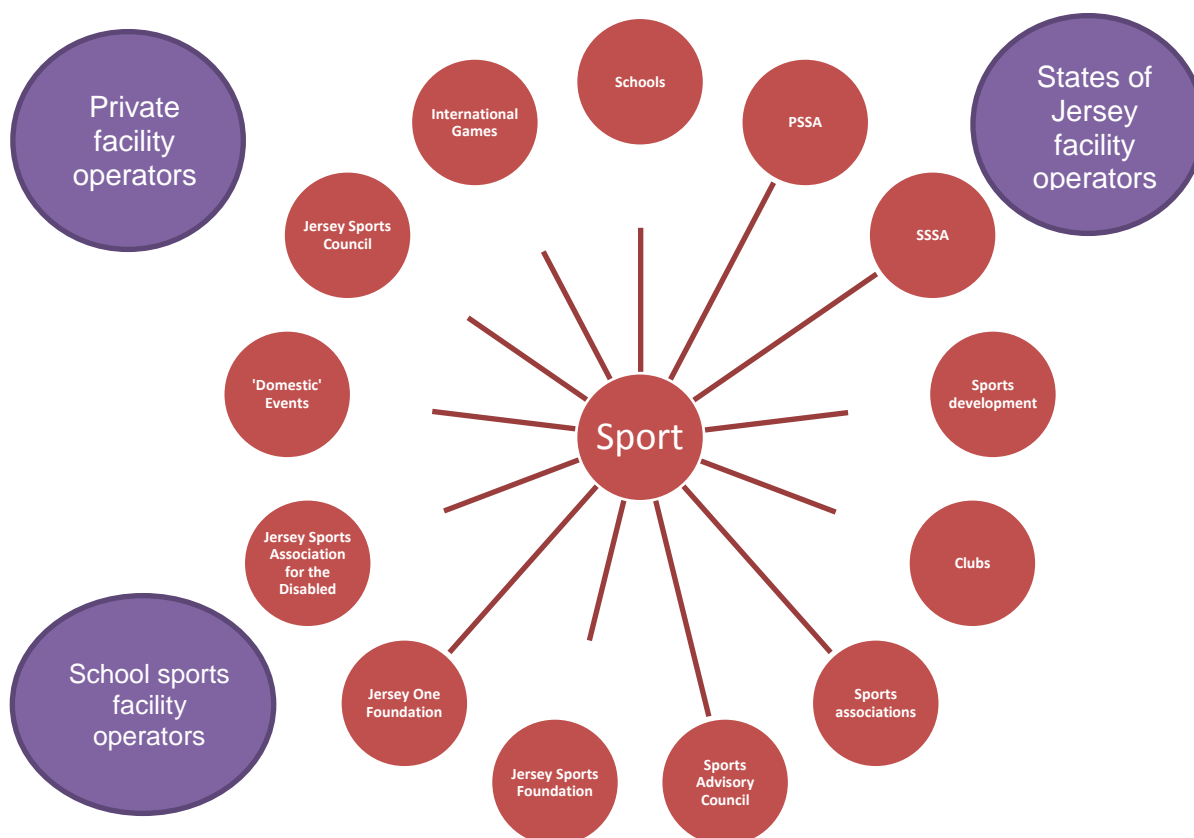 Private
facility
operators
International
Games
Schools
PSSA
States of
Jersey
facility
operators
Jersey Sports
Council
SSSA
'Domestic'
Events
Sport
Sports
development
Jersey Sports
Association
for the
Disabled
Clubs
School sports
facility
operators
Jersey One
Foundation
Jersey Sports
Foundation
Sports
Advisory
Council
Sports
associations